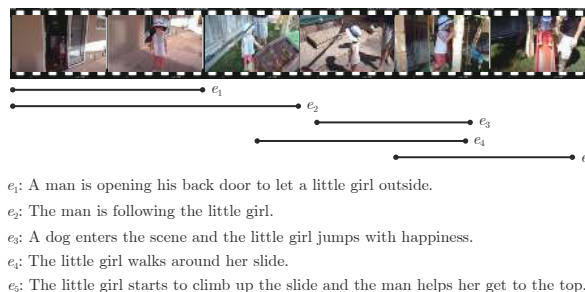 e₁
e₂
e₃
e₄
e
e₁: A man is opening his back door to let a little girl outside.
e₂: The man is following the little girl.
e₃: A dog enters the scene and the little girl jumps with happiness.
e₄: The little girl walks around her slide.
e₅: The little girl starts to climb up the slide and the man helps her get to the top.